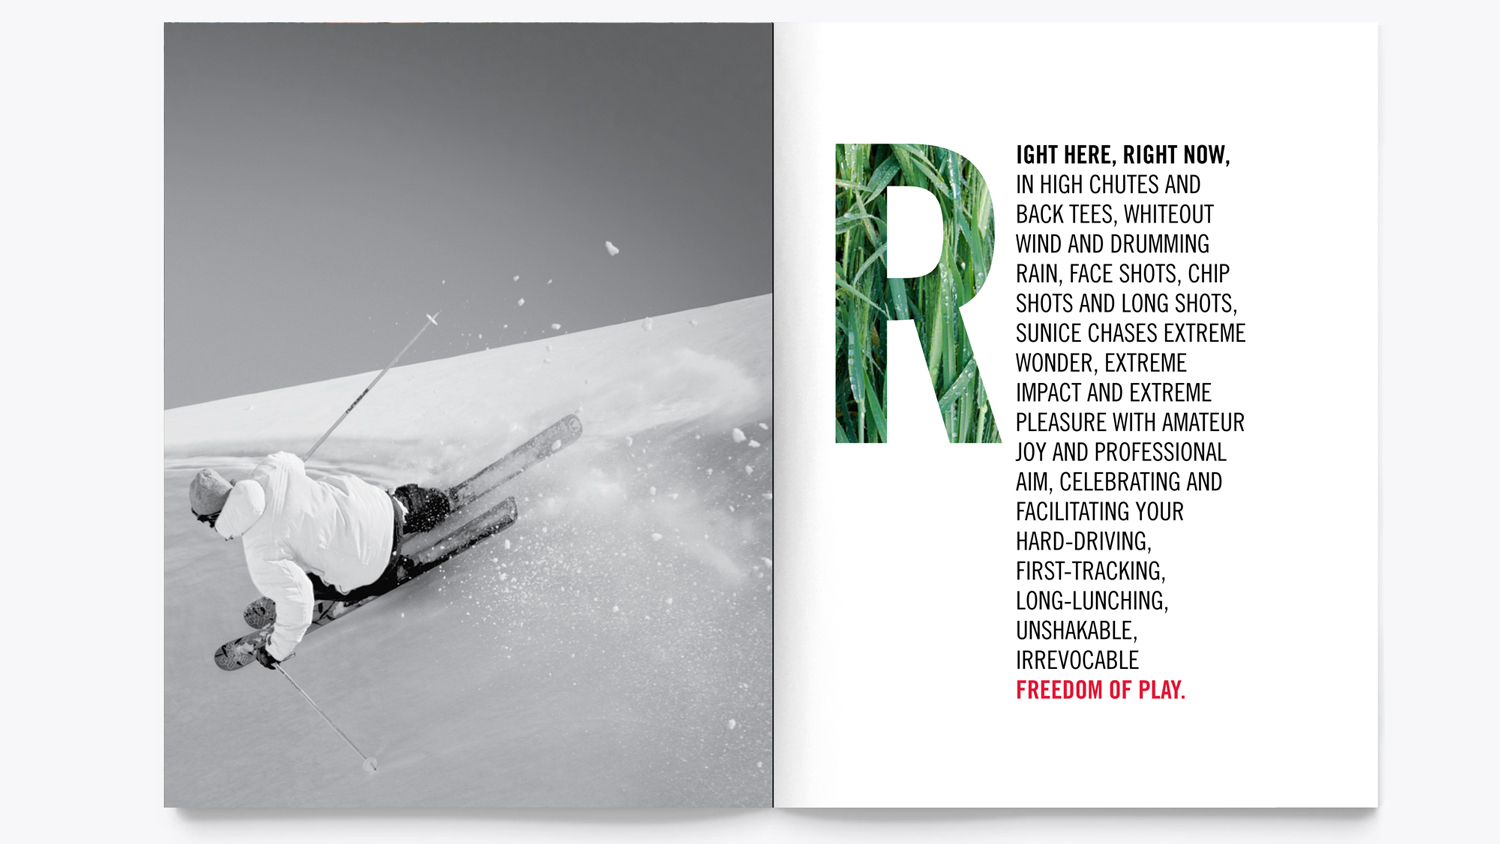 RIGHT HERE, RIGHT NOW,
IN HIGH CHUTES AND
BACK TEES, WHITEOUT
WIND AND DRUMMING
RAIN, FACE SHOTS, CHIP
SHOTS AND LONG SHOTS,
SUNICE CHASES EXTREME
WONDER, EXTREME
IMPACT AND EXTREME
PLEASURE WITH AMATEUR
JOY AND PROFESSIONAL
AIM, CELEBRATING AND
FACILITATING YOUR
HARD-DRIVING,
FIRST-TRACKING,
LONG-LUNCHING,
UNSHAKABLE,
IRREVOCABLE
FREEDOM OF PLAY.